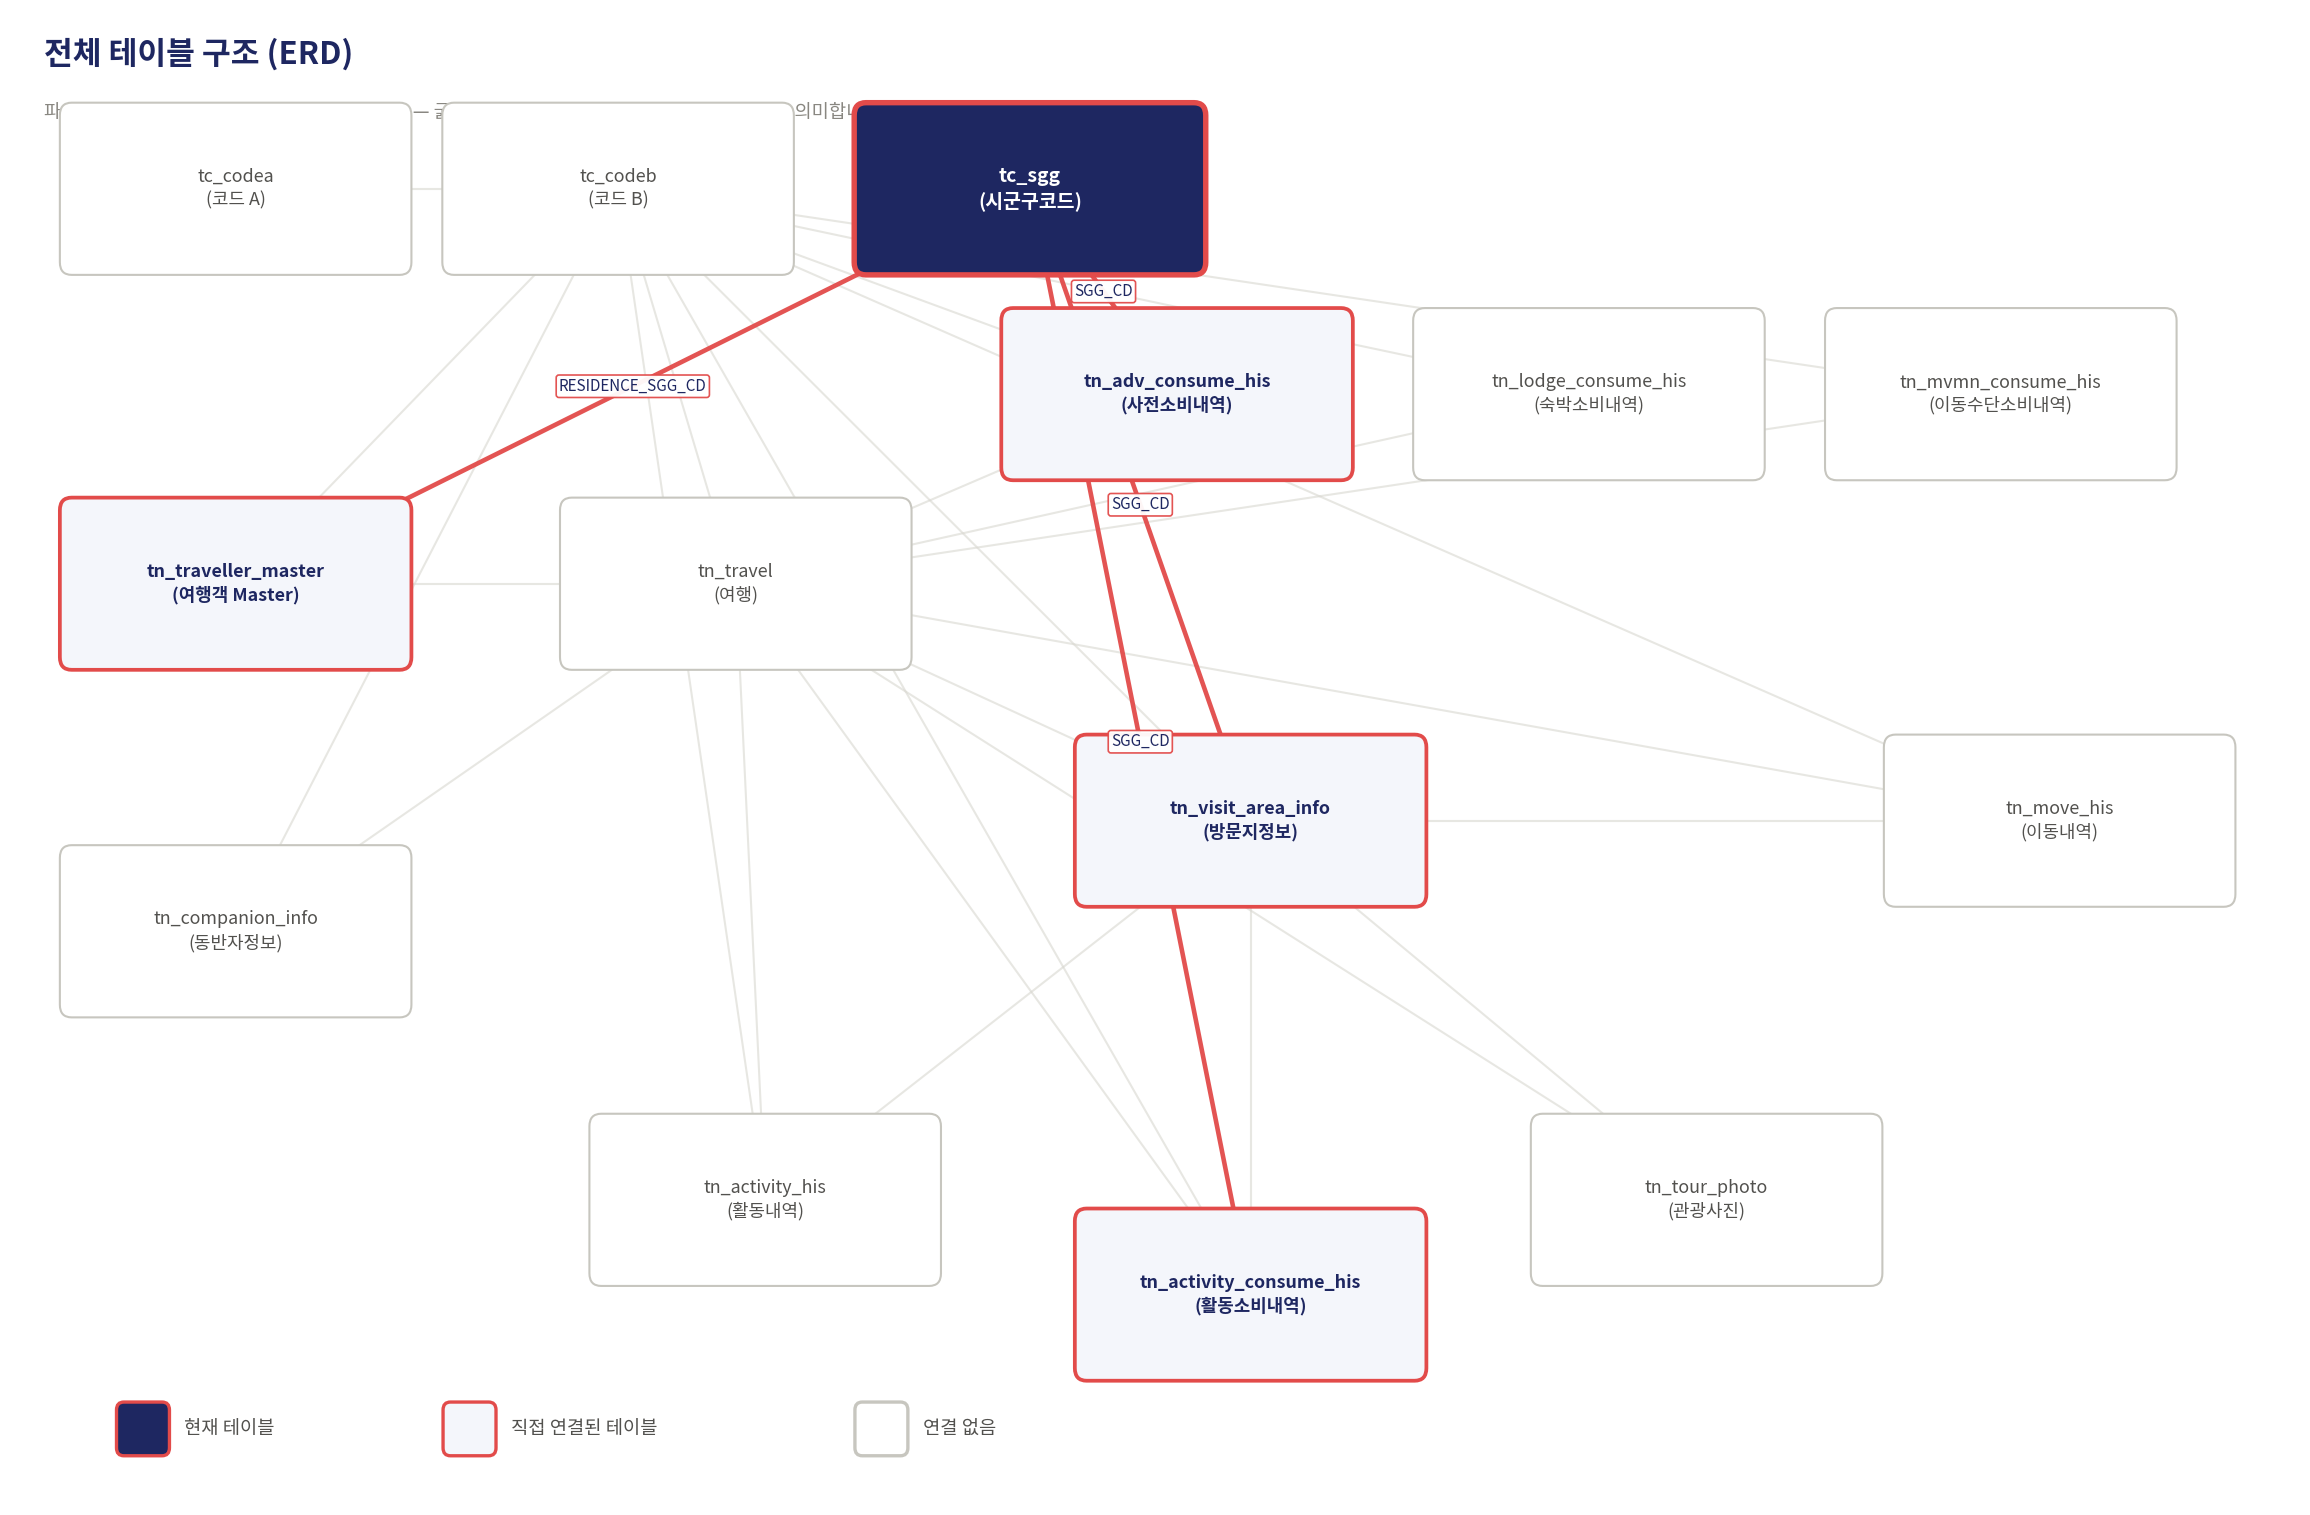 전체 테이블 구조 (ERD)
파
—
의미합
tc_codea
(코드 A)
tc_codeb
(코드 B)
tc_sgg
(시군구코드)
SGG_CD
RESIDENCE_SGG_CD
tn_adv_consume_his
(사전소비내역)
tn_lodge_consume_his
(숙박소비내역)
tn_mvmn_consume_his
(이동수단소비내역)
SGG_CD
tn_traveller_master
(여행객 Master)
tn_travel
(여행)
SGG_CD
tn_visit_area_info
(방문지정보)
tn_move_his
(이동내역)
tn_companion_info
(동반자정보)
tn_activity_his
(활동내역)
tn_tour_photo
(관광사진)
tn_activity_consume_his
(활동소비내역)
현재 테이블
직접 연결된 테이블
연결 없음